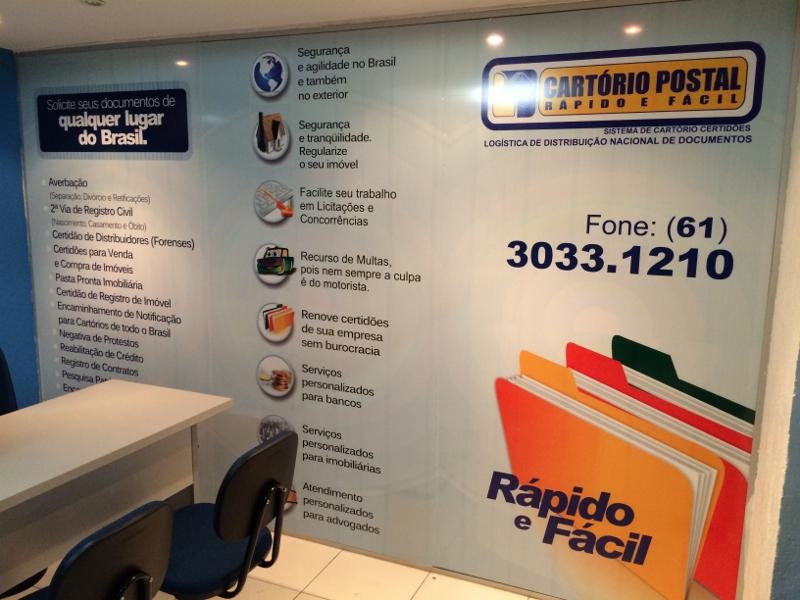 Solicite seus documentos de
qualquer lugar
do Brasil.
Averbação
(Separação, Divórcio e Retificações)
2ª Via de Registro Civil
(Nascimento, Casamento e Óbito)
Certidão de Distribuidores (Forenses)
Certidões para Venda
e Compra de Imóveis
Pasta Pronta Imobiliária
Certidão de Registro de Imóvel
Encaminhamento de Notificação
para Cartórios de todo o Brasil
Negativa de Protestos
Reabilitação de Crédito
Registro de Contratos
Pesquisa
Segurança
e agilidade no Brasil
e também
no exterior
Segurança
e tranqüilidade.
Regularize
o seu imóvel
Facilite seu trabalho
em Licitações e
Concorrências
Recurso de Multas,
pois nem sempre a culpa
é do motorista.
Renove certidões
de sua empresa
sem burocracia
Serviços
personalizados
para bancos
Serviços
personalizados
para imobiliárias
Atendimento
personalizados
para advogados
CARTÓRIO POSTAL
RÁPIDO E FÁCIL
SISTEMA DE CARTÓRIO CERTIDÕES
LOGÍSTICA DE DISTRIBUIÇÃO NACIONAL DE DOCUMENTOS
Fone: (61)
3033.1210
Rápido
e Fácil